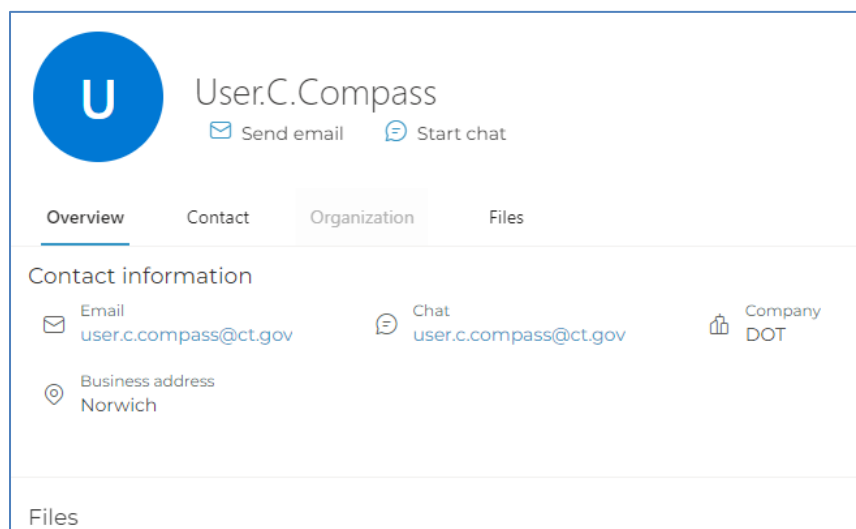 U
User.C.Compass
Send email Start chat
Overview Contact Organization Files
Contact information
Email Chat Company
user.c.compass@ct.gov user.c.compass@ct.gov DOT
Business address
Norwich
Files